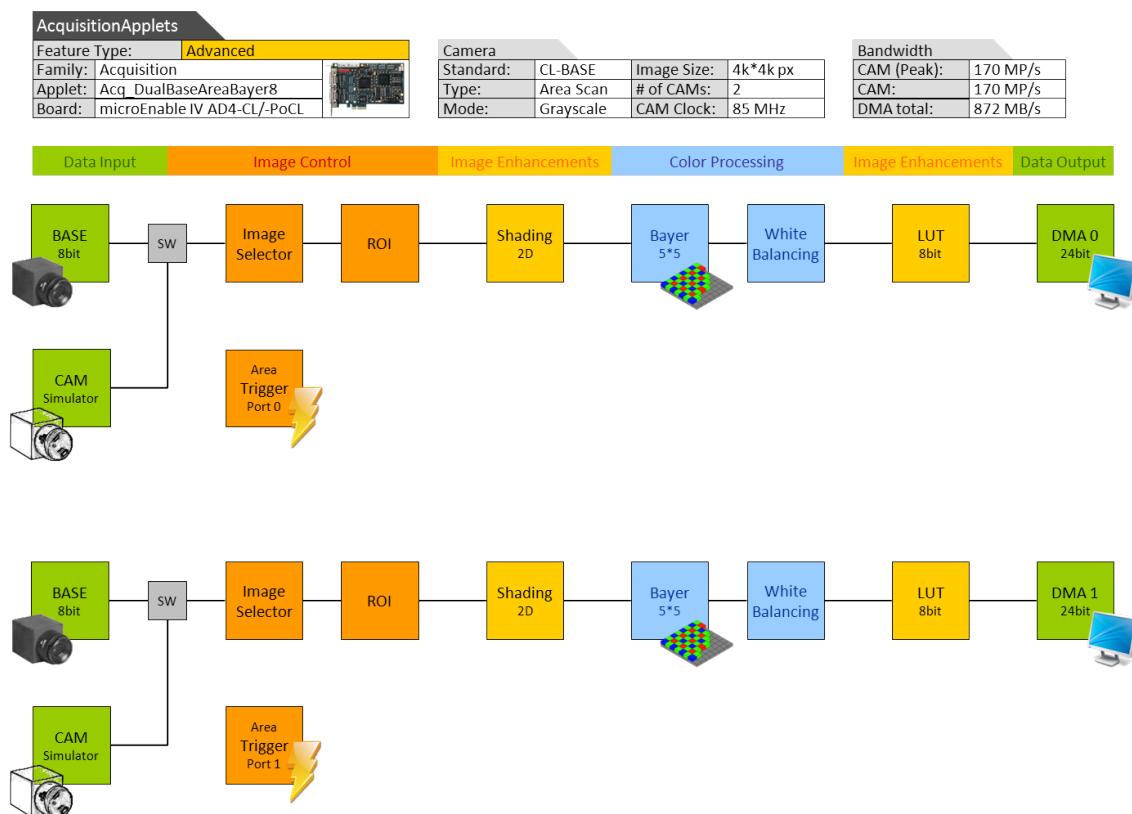 AcquisitionApplets
Feature Type: Advanced
Family: Acquisition
Applet: Acq_DualBaseAreaBayer8
Board: microEnable IV AD4-CL/-PoCL
Camera
Standard: CL-BASE Image Size: 4k*4k px
Type: Area Scan # of CAMs: 2
Mode: Grayscale CAM Clock: 85 MHz
Bandwidth
CAM (Peak): 170 MP/s
CAM: 170 MP/s
DMA total: 872 MB/s
Data Input Image Control Image Enhancements Color Processing Image Enhancements Data Output
BASE
8bit
SW
Image
Selector
ROI
Shading
2D
Bayer
5*5
White
Balancing
LUT
8bit
DMA 0
24bit
CAM
Simulator
Area
Trigger
Port 0
BASE
8bit
SW
Image
Selector
ROI
Shading
2D
Bayer
5*5
White
Balancing
LUT
8bit
DMA 1
24bit
CAM
Simulator
Area
Trigger
Port 1